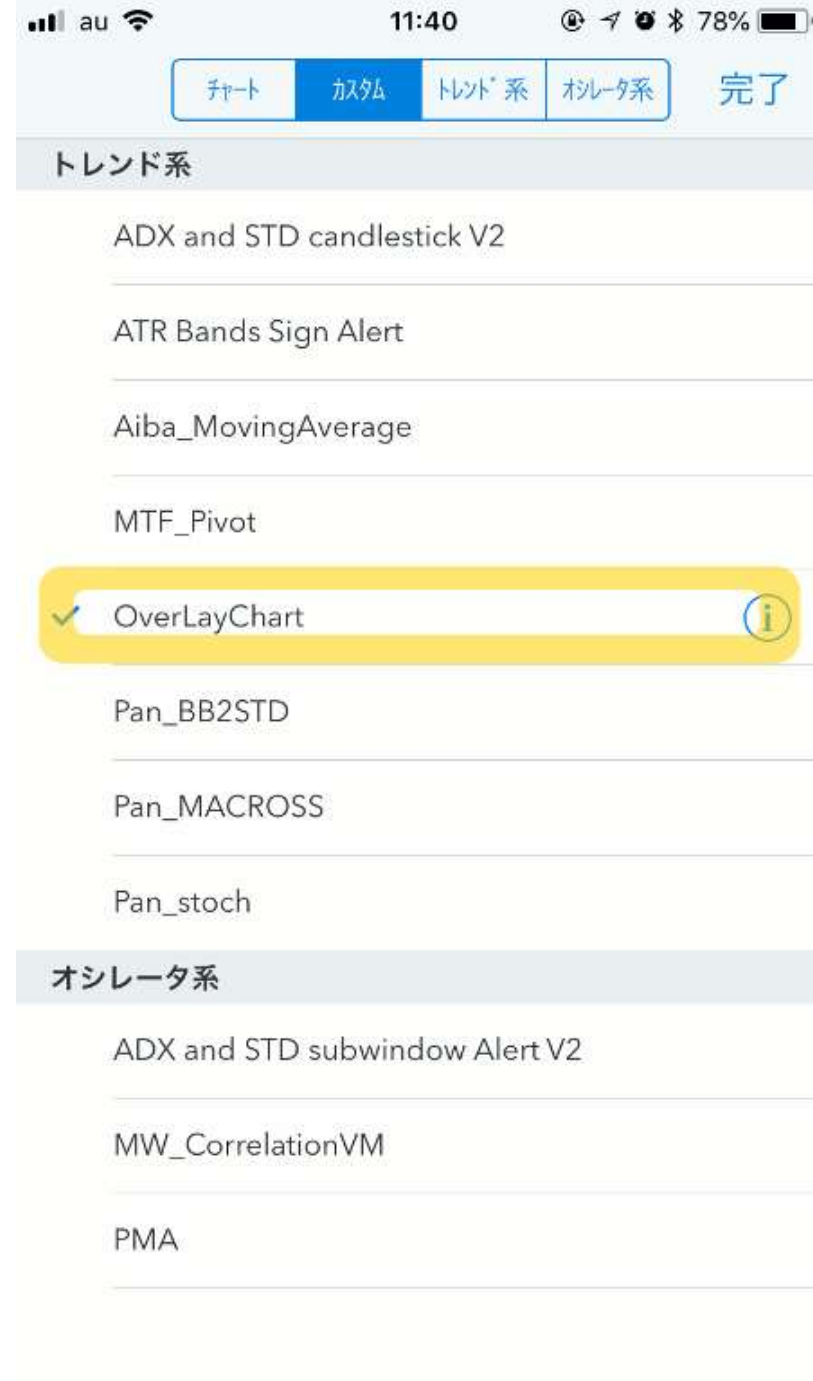 au 11:40 78%
ﾁｬｰﾄ ｶｽﾀﾑ ﾄﾚﾝﾄﾞ系 ｵｼﾚｰﾀ系 完了
トレンド系
ADX and STD candlestick V2
ATR Bands Sign Alert
Aiba_MovingAverage
MTF_Pivot
OverLayChart i
Pan_BB2STD
Pan_MACROSS
Pan_stoch
オシレータ系
ADX and STD subwindow Alert V2
MW_CorrelationVM
PMA